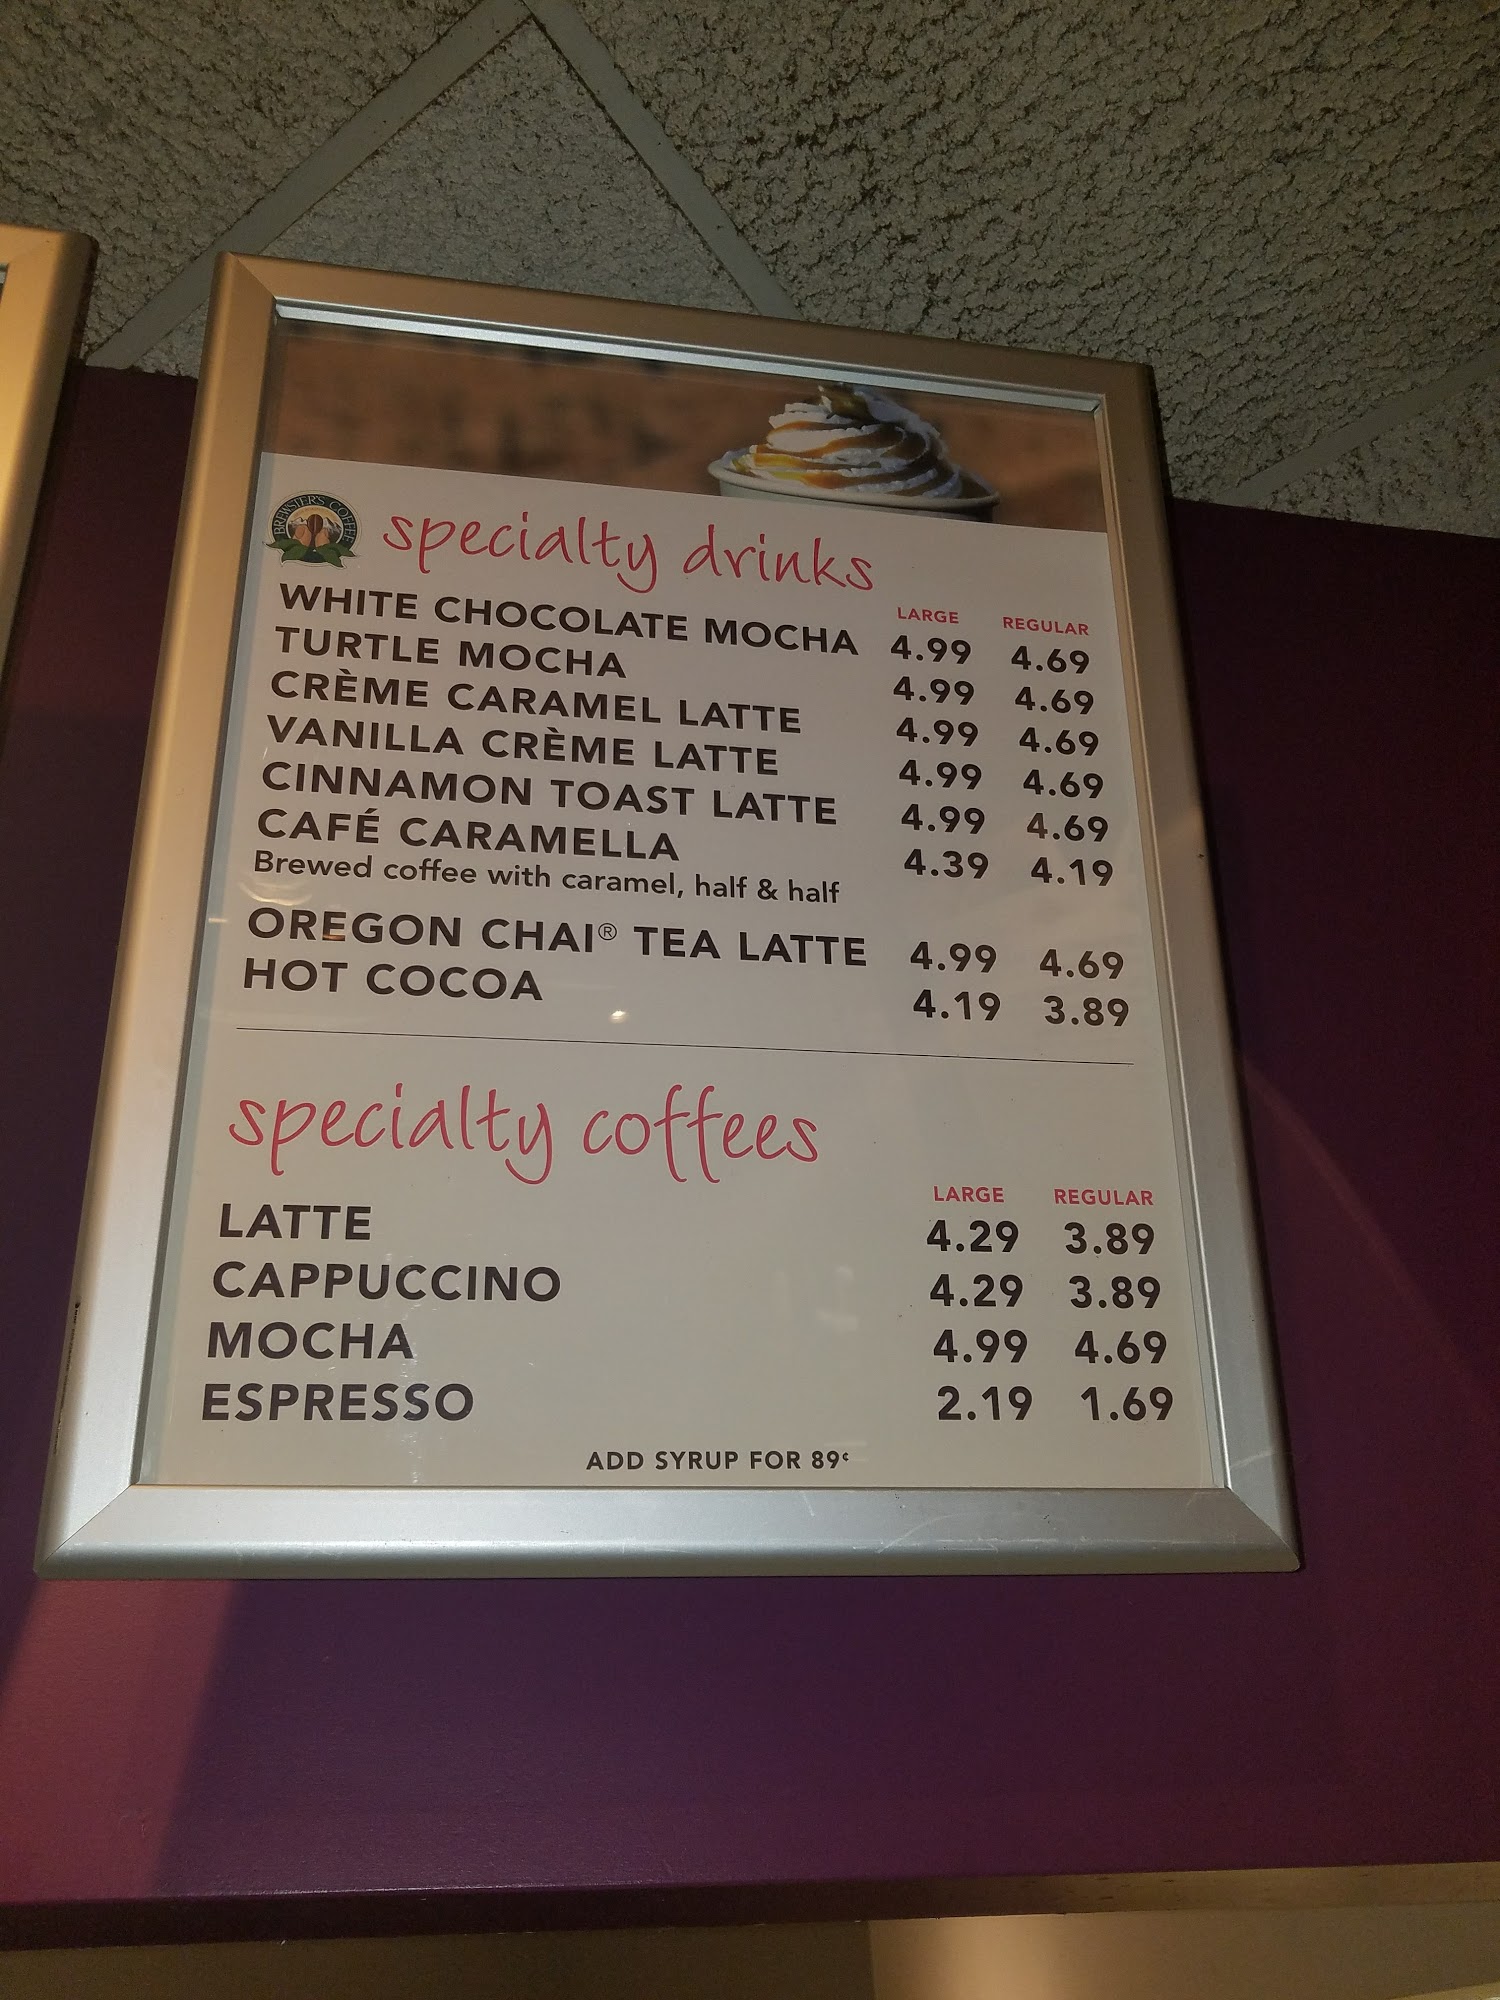 BREWSTER'S COFFEE
specialty drinks
LARGE REGULAR
WHITE CHOCOLATE MOCHA 4.99 4.69
TURTLE MOCHA 4.99 4.69
CRÈME CARAMEL LATTE 4.99 4.69
VANILLA CRÈME LATTE 4.99 4.69
CINNAMON TOAST LATTE 4.99 4.69
CAFÉ CARAMELLA 4.39 4.19
Brewed coffee with caramel, half & half
OREGON CHAI® TEA LATTE 4.99 4.69
HOT COCOA 4.19 3.89
specialty coffees
LARGE REGULAR
LATTE 4.29 3.89
CAPPUCCINO 4.29 3.89
MOCHA 4.99 4.69
ESPRESSO 2.19 1.69
ADD SYRUP FOR 89¢